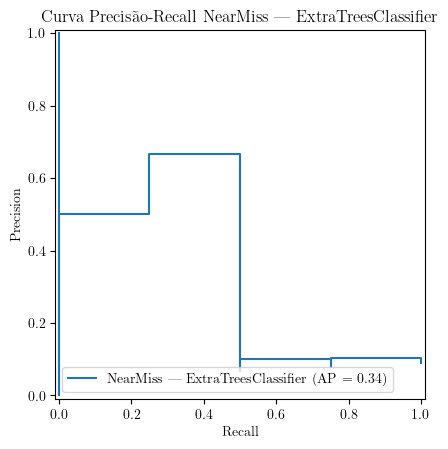 Curva Precisão-Recall NearMiss — ExtraTreesClassifier
1.0
0.8
0.6
0.4
0.2
0.0
Precision
NearMiss — ExtraTreesClassifier (AP = 0.34)
0.0 0.2 0.4 0.6 0.8 1.0
Recall